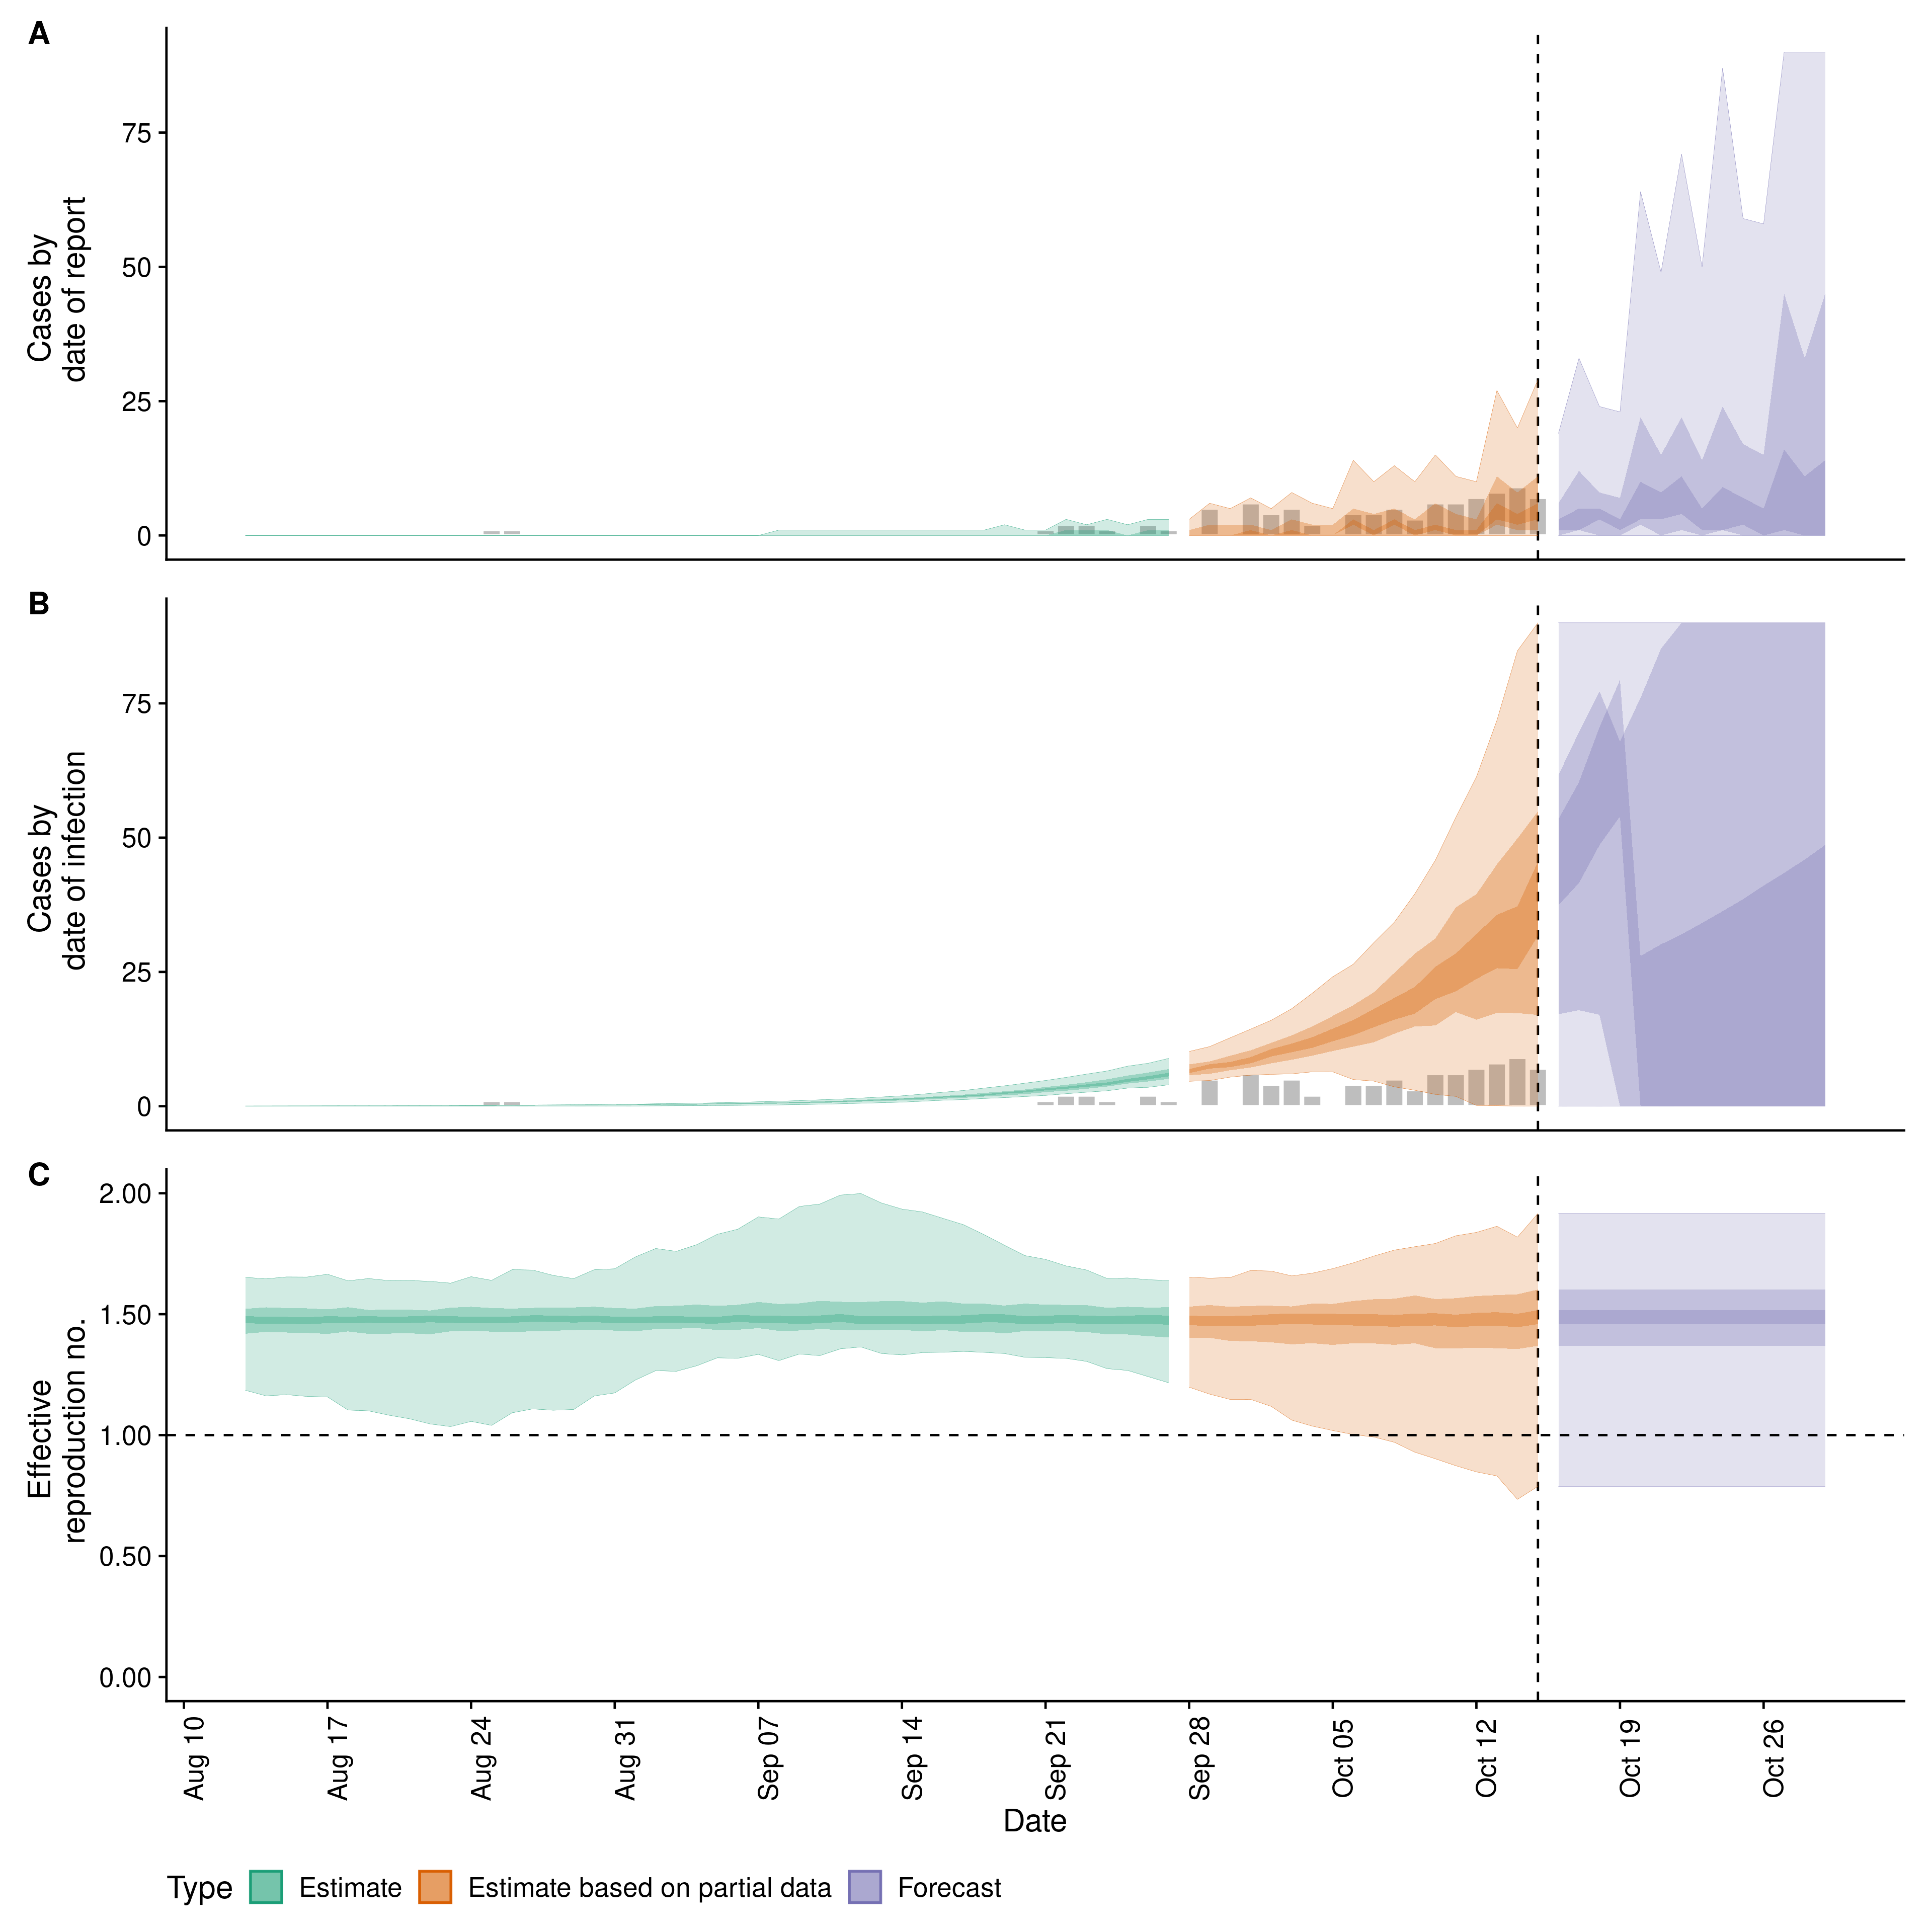 A
Cases by
date of report
75
50
25
0
B
Cases by
date of infection
75
50
25
0
C
Effective
reproduction no.
2.00
1.50
1.00
0.50
0.00
Aug 10
Aug 17
Aug 24
Aug 31
Sep 07
Sep 14
Sep 21
Sep 28
Oct 05
Oct 12
Oct 19
Oct 26
Date
Type Estimate Estimate based on partial data Forecast